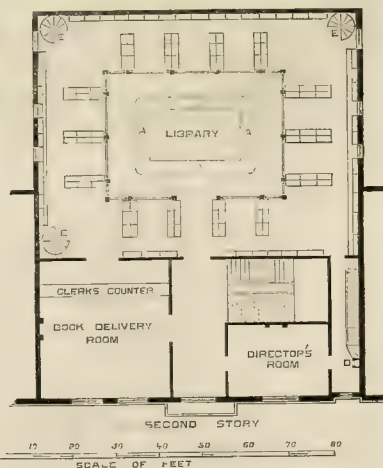 E E
A LIBRARY A
E
CLERKS COUNTER
BOOK DELIVERY
ROOM
DIRECTOR'S
ROOM
SECOND STORY
10 20 30 40 50 60 70 80
SCALE OF FEET